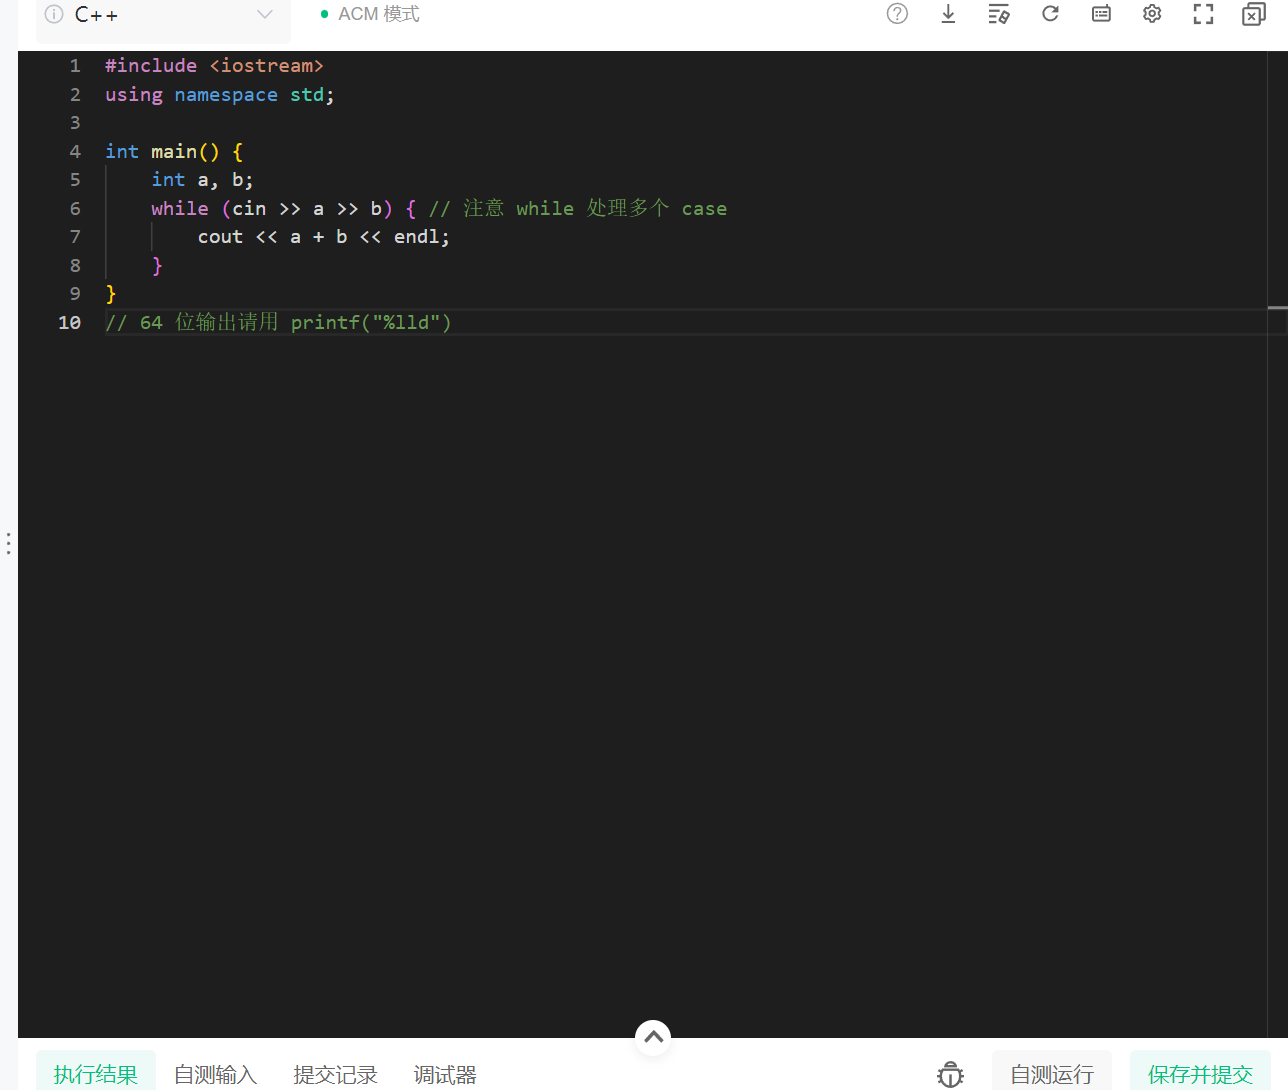 C++
ACM 模式
1 #include <iostream>
2 using namespace std;
3
4 int main() {
5     int a, b;
6     while (cin >> a >> b) { // 注意 while 处理多个 case
7         cout << a + b << endl;
8     }
9 }
10 // 64 位输出请用 printf("%lld")
执行结果 自测输入 提交记录 调试器 自测运行 保存并提交